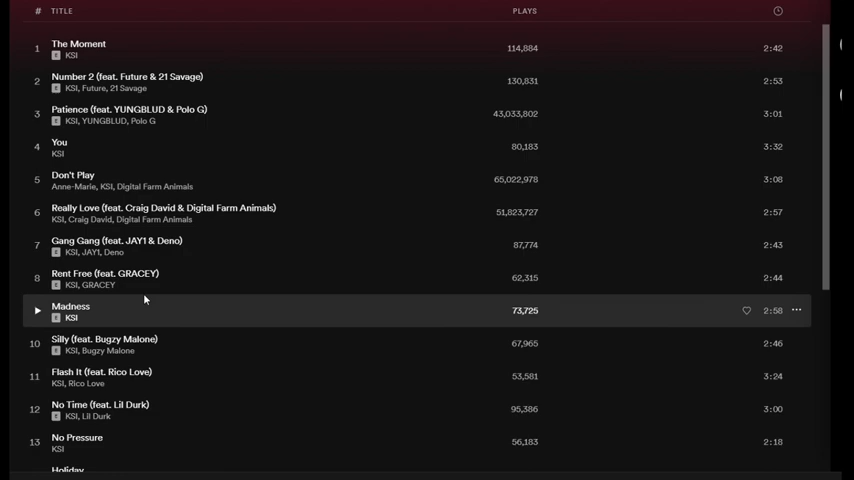 # TITLE PLAYS
1 The Moment 114,884 2:42
E KSI
2 Number 2 (feat. Future & 21 Savage) 130,831 2:53
E KSI, Future, 21 Savage
3 Patience (feat. YUNGBLUD & Polo G) 43,033,802 3:01
E KSI, YUNGBLUD, Polo G
4 You 80,183 3:32
KSI
5 Don't Play 65,022,978 3:08
Anne-Marie, KSI, Digital Farm Animals
6 Really Love (feat. Craig David & Digital Farm Animals) 51,823,727 2:57
KSI, Craig David, Digital Farm Animals
7 Gang Gang (feat. JAY1 & Deno) 87,774 2:43
E KSI, JAY1, Deno
8 Rent Free (feat. GRACEY) 62,315 2:44
E KSI, GRACEY
Madness 73,725 2:58
E KSI
10 Silly (feat. Bugzy Malone) 67,965 2:46
E KSI, Bugzy Malone
11 Flash It (feat. Rico Love) 53,581 3:24
KSI, Rico Love
12 No Time (feat. Lil Durk) 95,386 3:00
E KSI, Lil Durk
13 No Pressure 56,183 2:18
KSI
Holiday